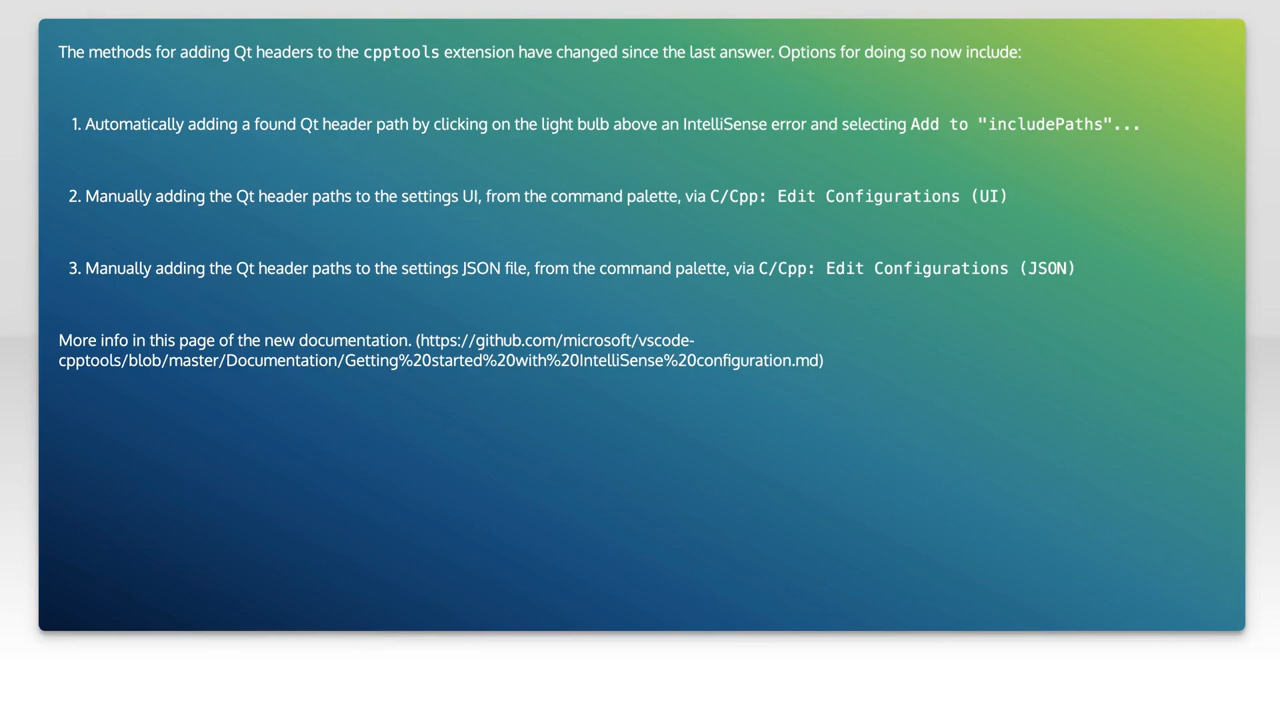 The methods for adding Qt headers to the cpptools extension have changed since the last answer. Options for doing so now include:
1. Automatically adding a found Qt header path by clicking on the light bulb above an IntelliSense error and selecting Add to "includePaths"...
2. Manually adding the Qt header paths to the settings UI, from the command palette, via C/Cpp: Edit Configurations (UI)
3. Manually adding the Qt header paths to the settings JSON file, from the command palette, via C/Cpp: Edit Configurations (JSON)
More info in this page of the new documentation. (https://github.com/microsoft/vscode-
cpptools/blob/master/Documentation/Getting%20started%20with%20IntelliSense%20configuration.md)